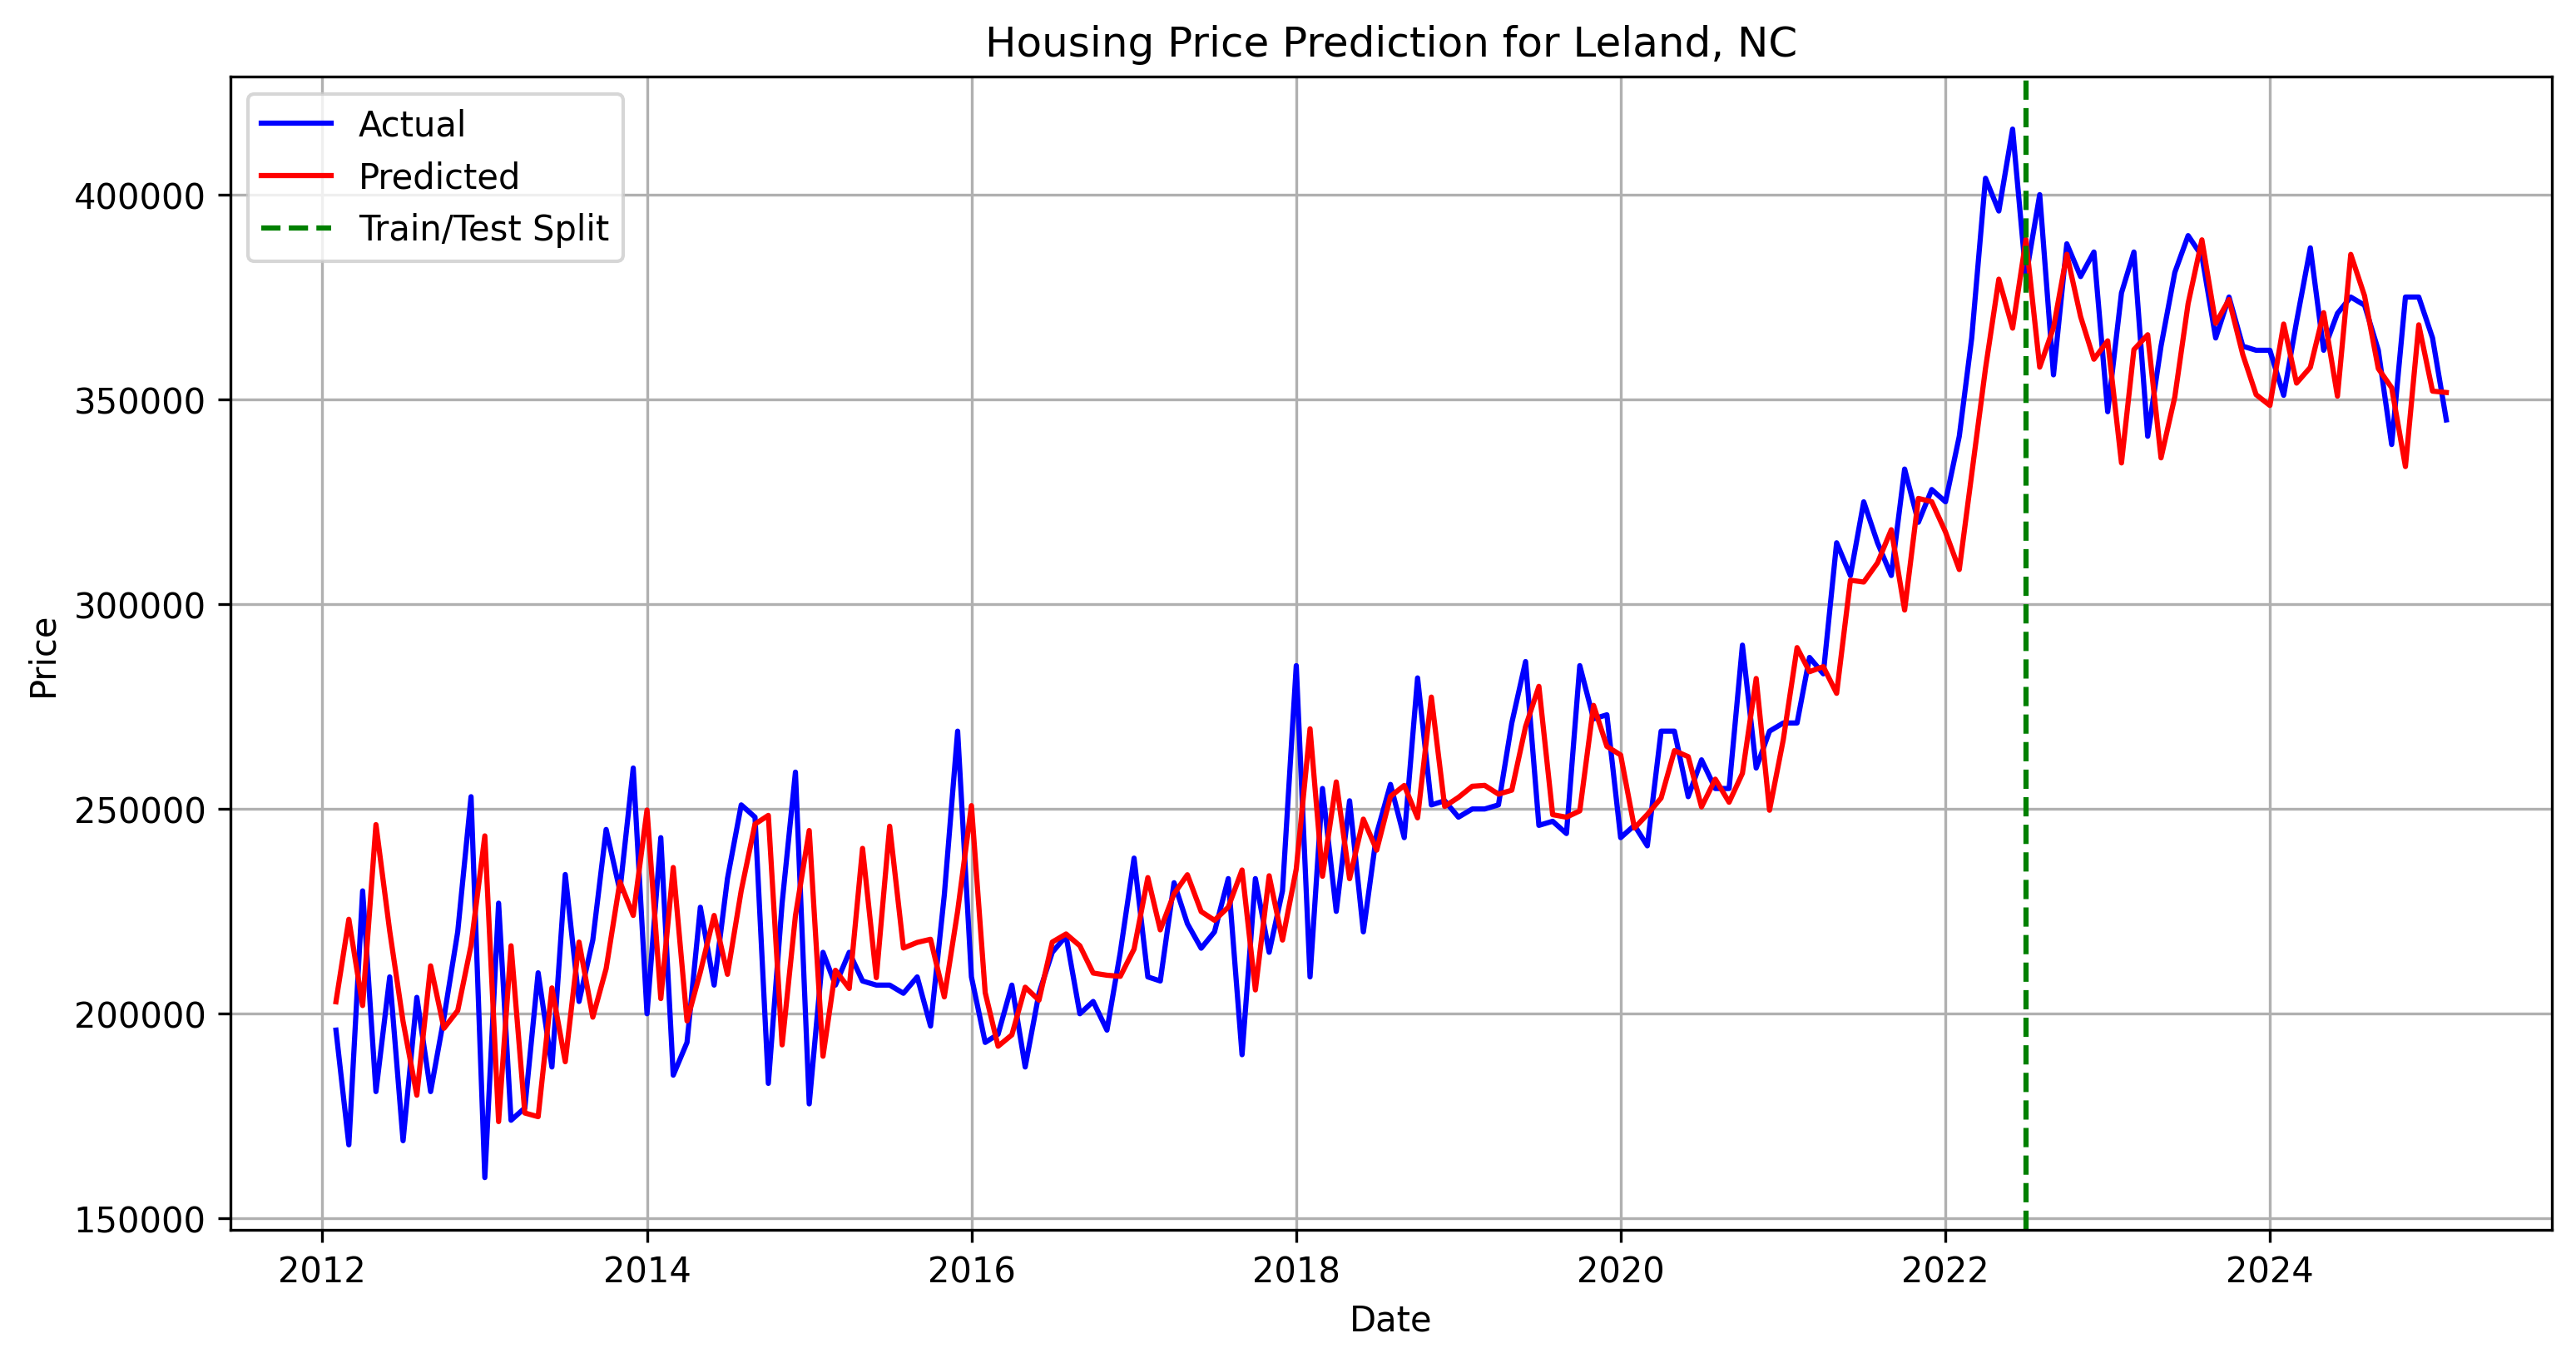 Housing Price Prediction for Leland, NC
Actual
Predicted
Train/Test Split
400000
350000
300000
250000
200000
150000
Price
2012 2014 2016 2018 2020 2022 2024
Date